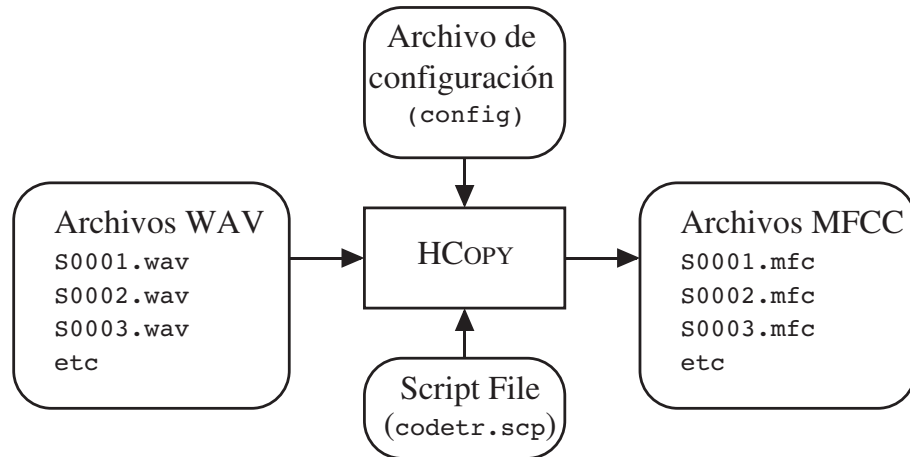 Archivo de
configuración
(config)
Archivos WAV
S0001.wav
S0002.wav
S0003.wav
etc
HCOPY
Archivos MFCC
S0001.mfc
S0002.mfc
S0003.mfc
etc
Script File
(codetr.scp)